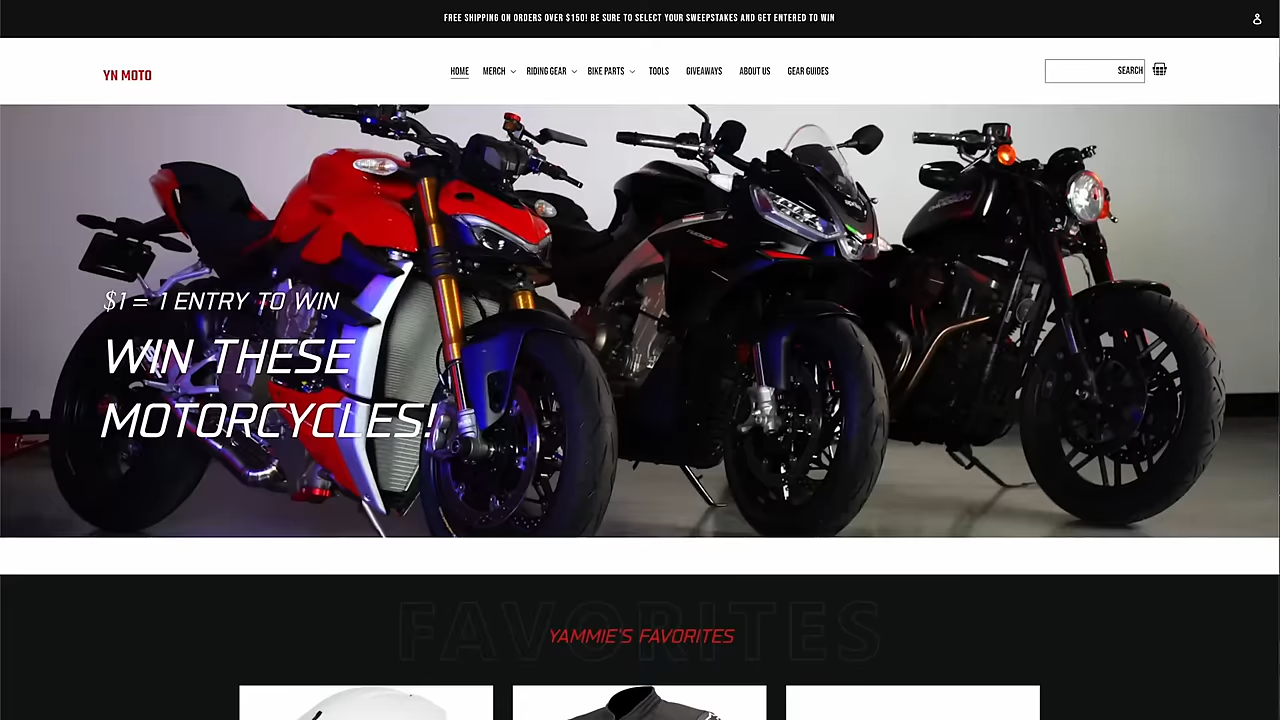 FREE SHIPPING ON ORDERS OVER $150! BE SURE TO SELECT YOUR SWEEPSTAKES AND GET ENTERED TO WIN
YN MOTO
HOME MERCH RIDING GEAR BIKE PARTS TOOLS GIVEAWAYS ABOUT US GEAR GUIDES
SEARCH
$1 = 1 ENTRY TO WIN
WIN THESE
MOTORCYCLES!
FAVORITES
YAMMIE'S FAVORITES